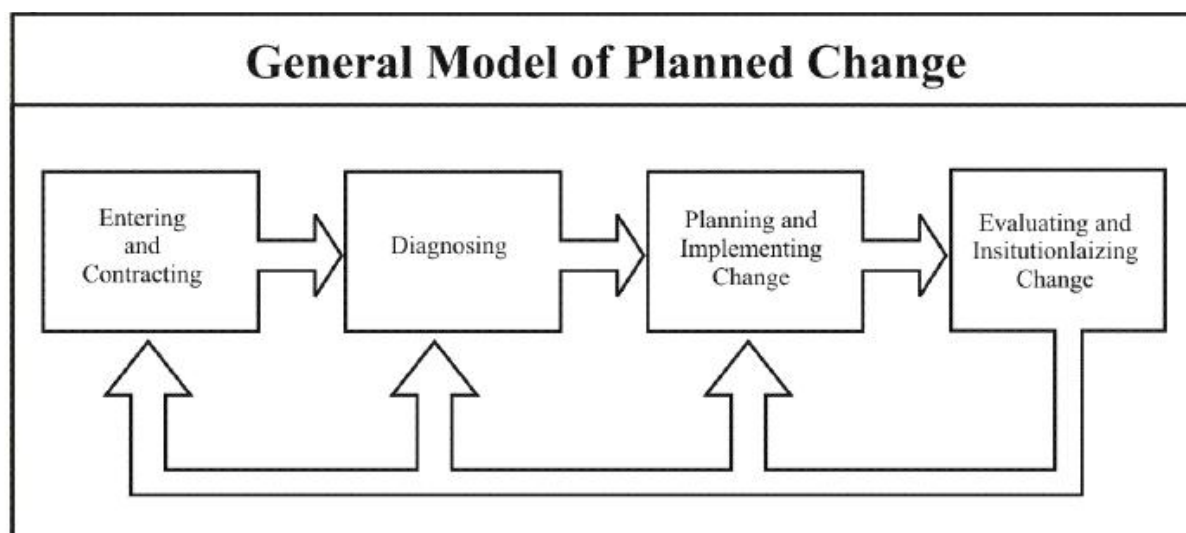 General Model of Planned Change
Entering
and
Contracting
Diagnosing
Planning and
Implementing
Change
Evaluating and
Insitutionlaizing
Change